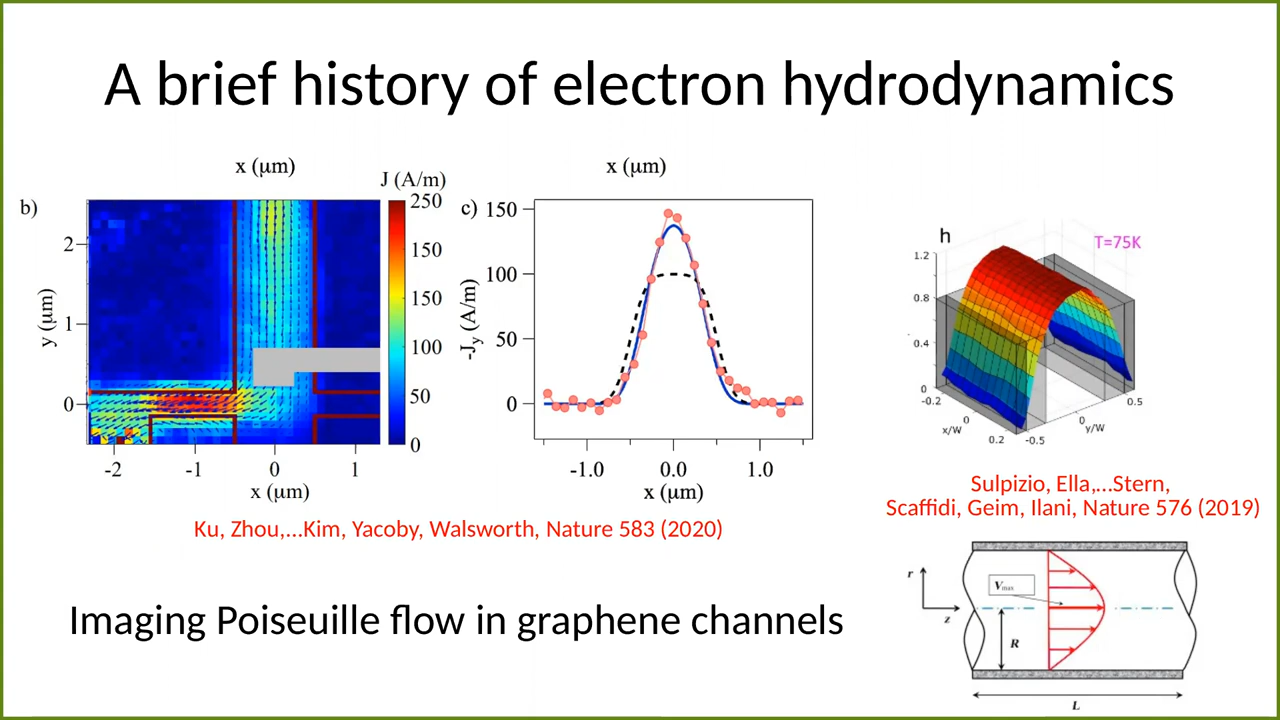 A brief history of electron hydrodynamics
x (μm)
x (μm)
J (A/m)
b)
250
150
150
100
50
0
2
1
0
y (μm)
-2
-1
0
1
x (μm)
c)
150
100
50
0
-Jy (A/m)
-1.0
0.0
1.0
x (μm)
Ku, Zhou,...Kim, Yacoby, Walsworth, Nature 583 (2020)
h
T=75K
1.2
0.8
0.4
0
-0.2
0
0.2
x/W
-0.5
0
0.5
y/W
Sulpizio, Ella,...Stern,
Scaffidi, Geim, Ilani, Nature 576 (2019)
Imaging Poiseuille flow in graphene channels
r
z
Vmax
R
L